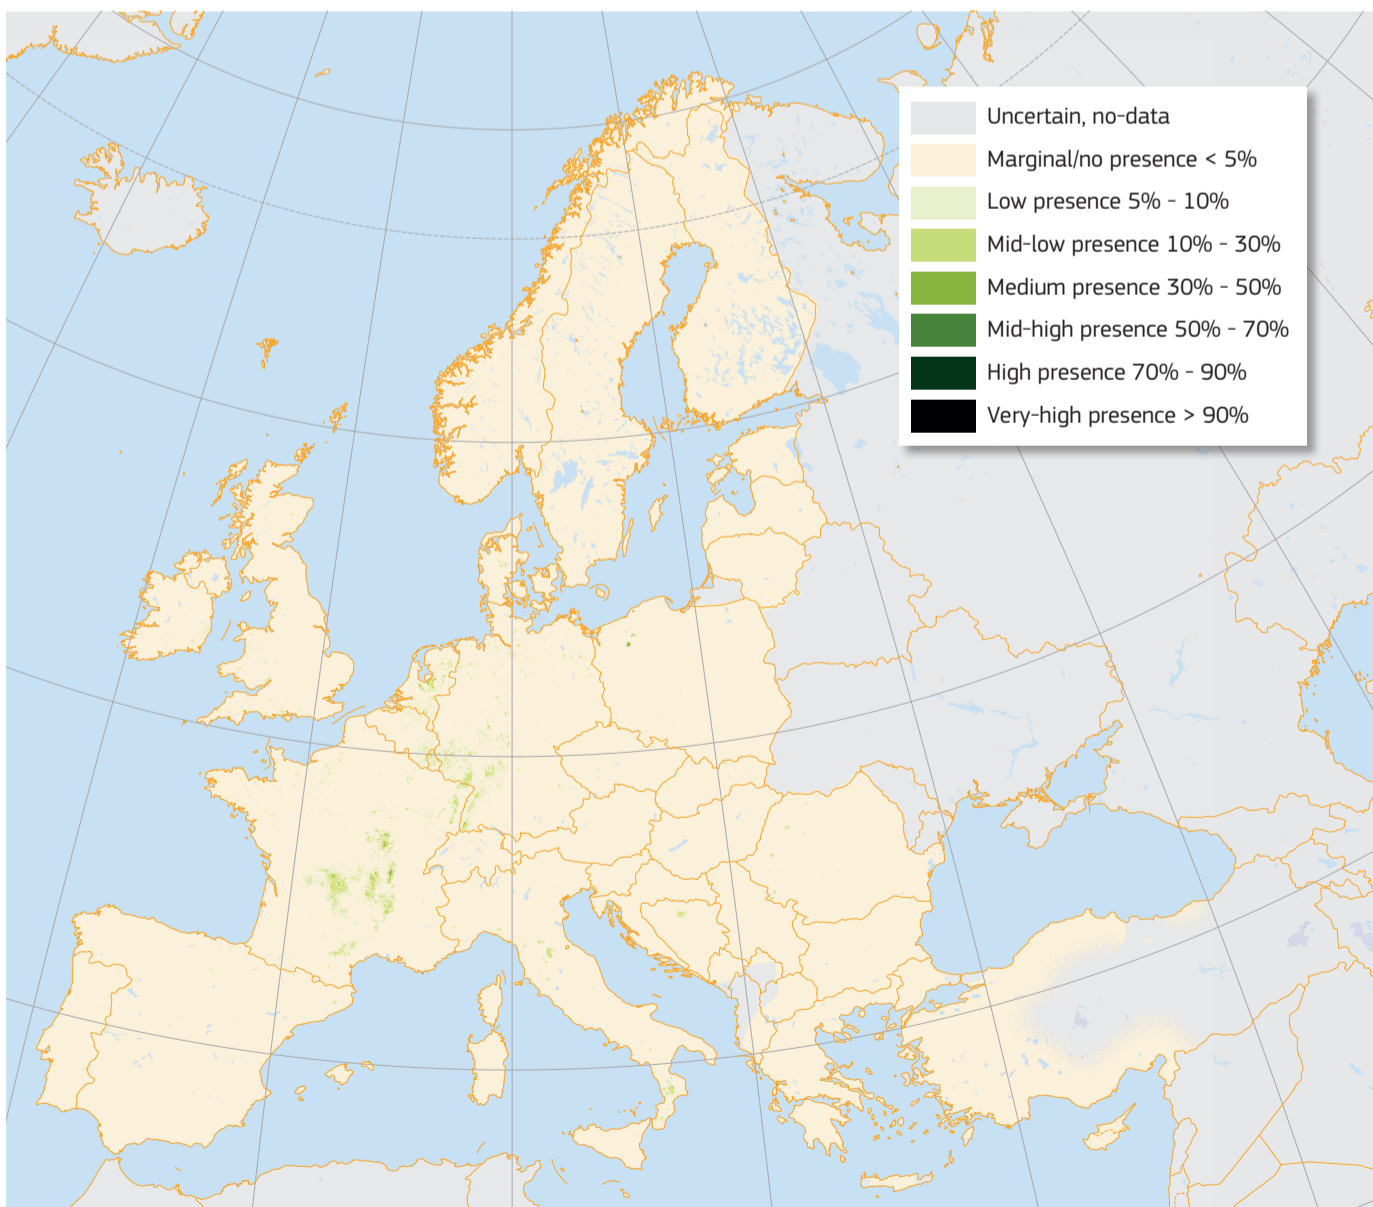 Uncertain, no-data
Marginal/no presence < 5%
Low presence 5% - 10%
Mid-low presence 10% - 30%
Medium presence 30% - 50%
Mid-high presence 50% - 70%
High presence 70% - 90%
Very-high presence > 90%